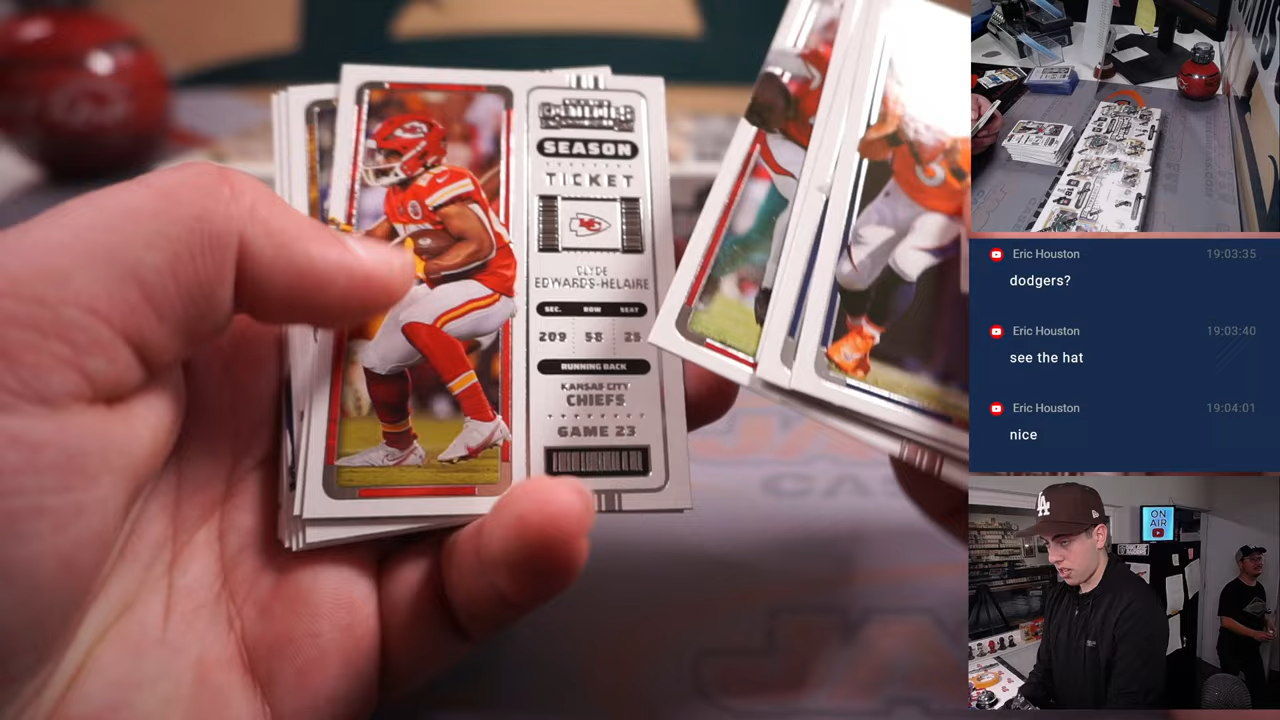 CONTENDERS
SEASON
TICKET
CLYDE
EDWARDS-HELAIRE
SEC. ROW SEAT
209 58 25
RUNNING BACK
KANSAS CITY
CHIEFS
GAME 23
Eric Houston 19:03:35
dodgers?
Eric Houston 19:03:40
see the hat
Eric Houston 19:04:01
nice
LA
ON
AIR